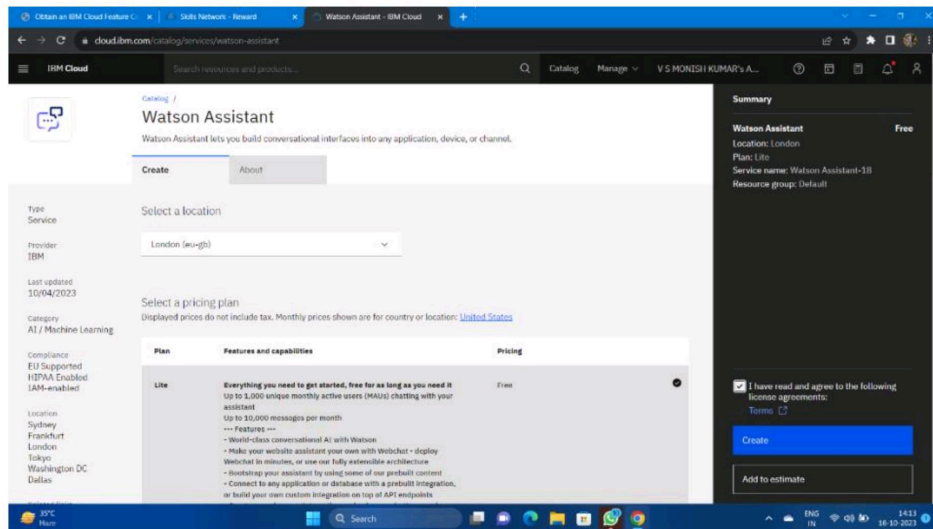 Obtain an IBM Cloud Feature C
Skills Network - Reward
Watson Assistant - IBM Cloud
cloud.ibm.com/catalog/services/watson-assistant
IBM Cloud
Search resources and products...
Catalog
Manage
V S MONISH KUMAR's A...
Catalog /
Watson Assistant
Watson Assistant lets you build conversational interfaces into any application, device, or channel.
Create
About
Type
Service
Provider
IBM
Last updated
10/04/2023
Category
AI / Machine Learning
Compliance
EU Supported
HIPAA Enabled
IAM-enabled
Location
Sydney
Frankfurt
London
Tokyo
Washington DC
Dallas
Select a location
London (eu-gb)
Select a pricing plan
Displayed prices do not include tax. Monthly prices shown are for country or location: United States
Plan
Features and capabilities
Pricing
Lite
Everything you need to get started, free for as long as you need it
Free
Up to 1,000 unique monthly active users (MAUs) chatting with your
assistant
Up to 10,000 messages per month
--- Features ---
- World-class conversational AI with Watson
- Make your website assistant your own with Webchat - deploy
Webchat in minutes, or use our fully extensible architecture
- Bootstrap your assistant by using some of our prebuilt content
- Connect to any application or database with a prebuilt integration,
or build your own custom integration on top of API endpoints
Summary
Watson Assistant
Free
Location: London
Plan: Lite
Service name: Watson Assistant-18
Resource group: Default
I have read and agree to the following
license agreements:
Terms
Create
Add to estimate
35°C
Haze
Search
ENG
IN
14:13
16-10-2023